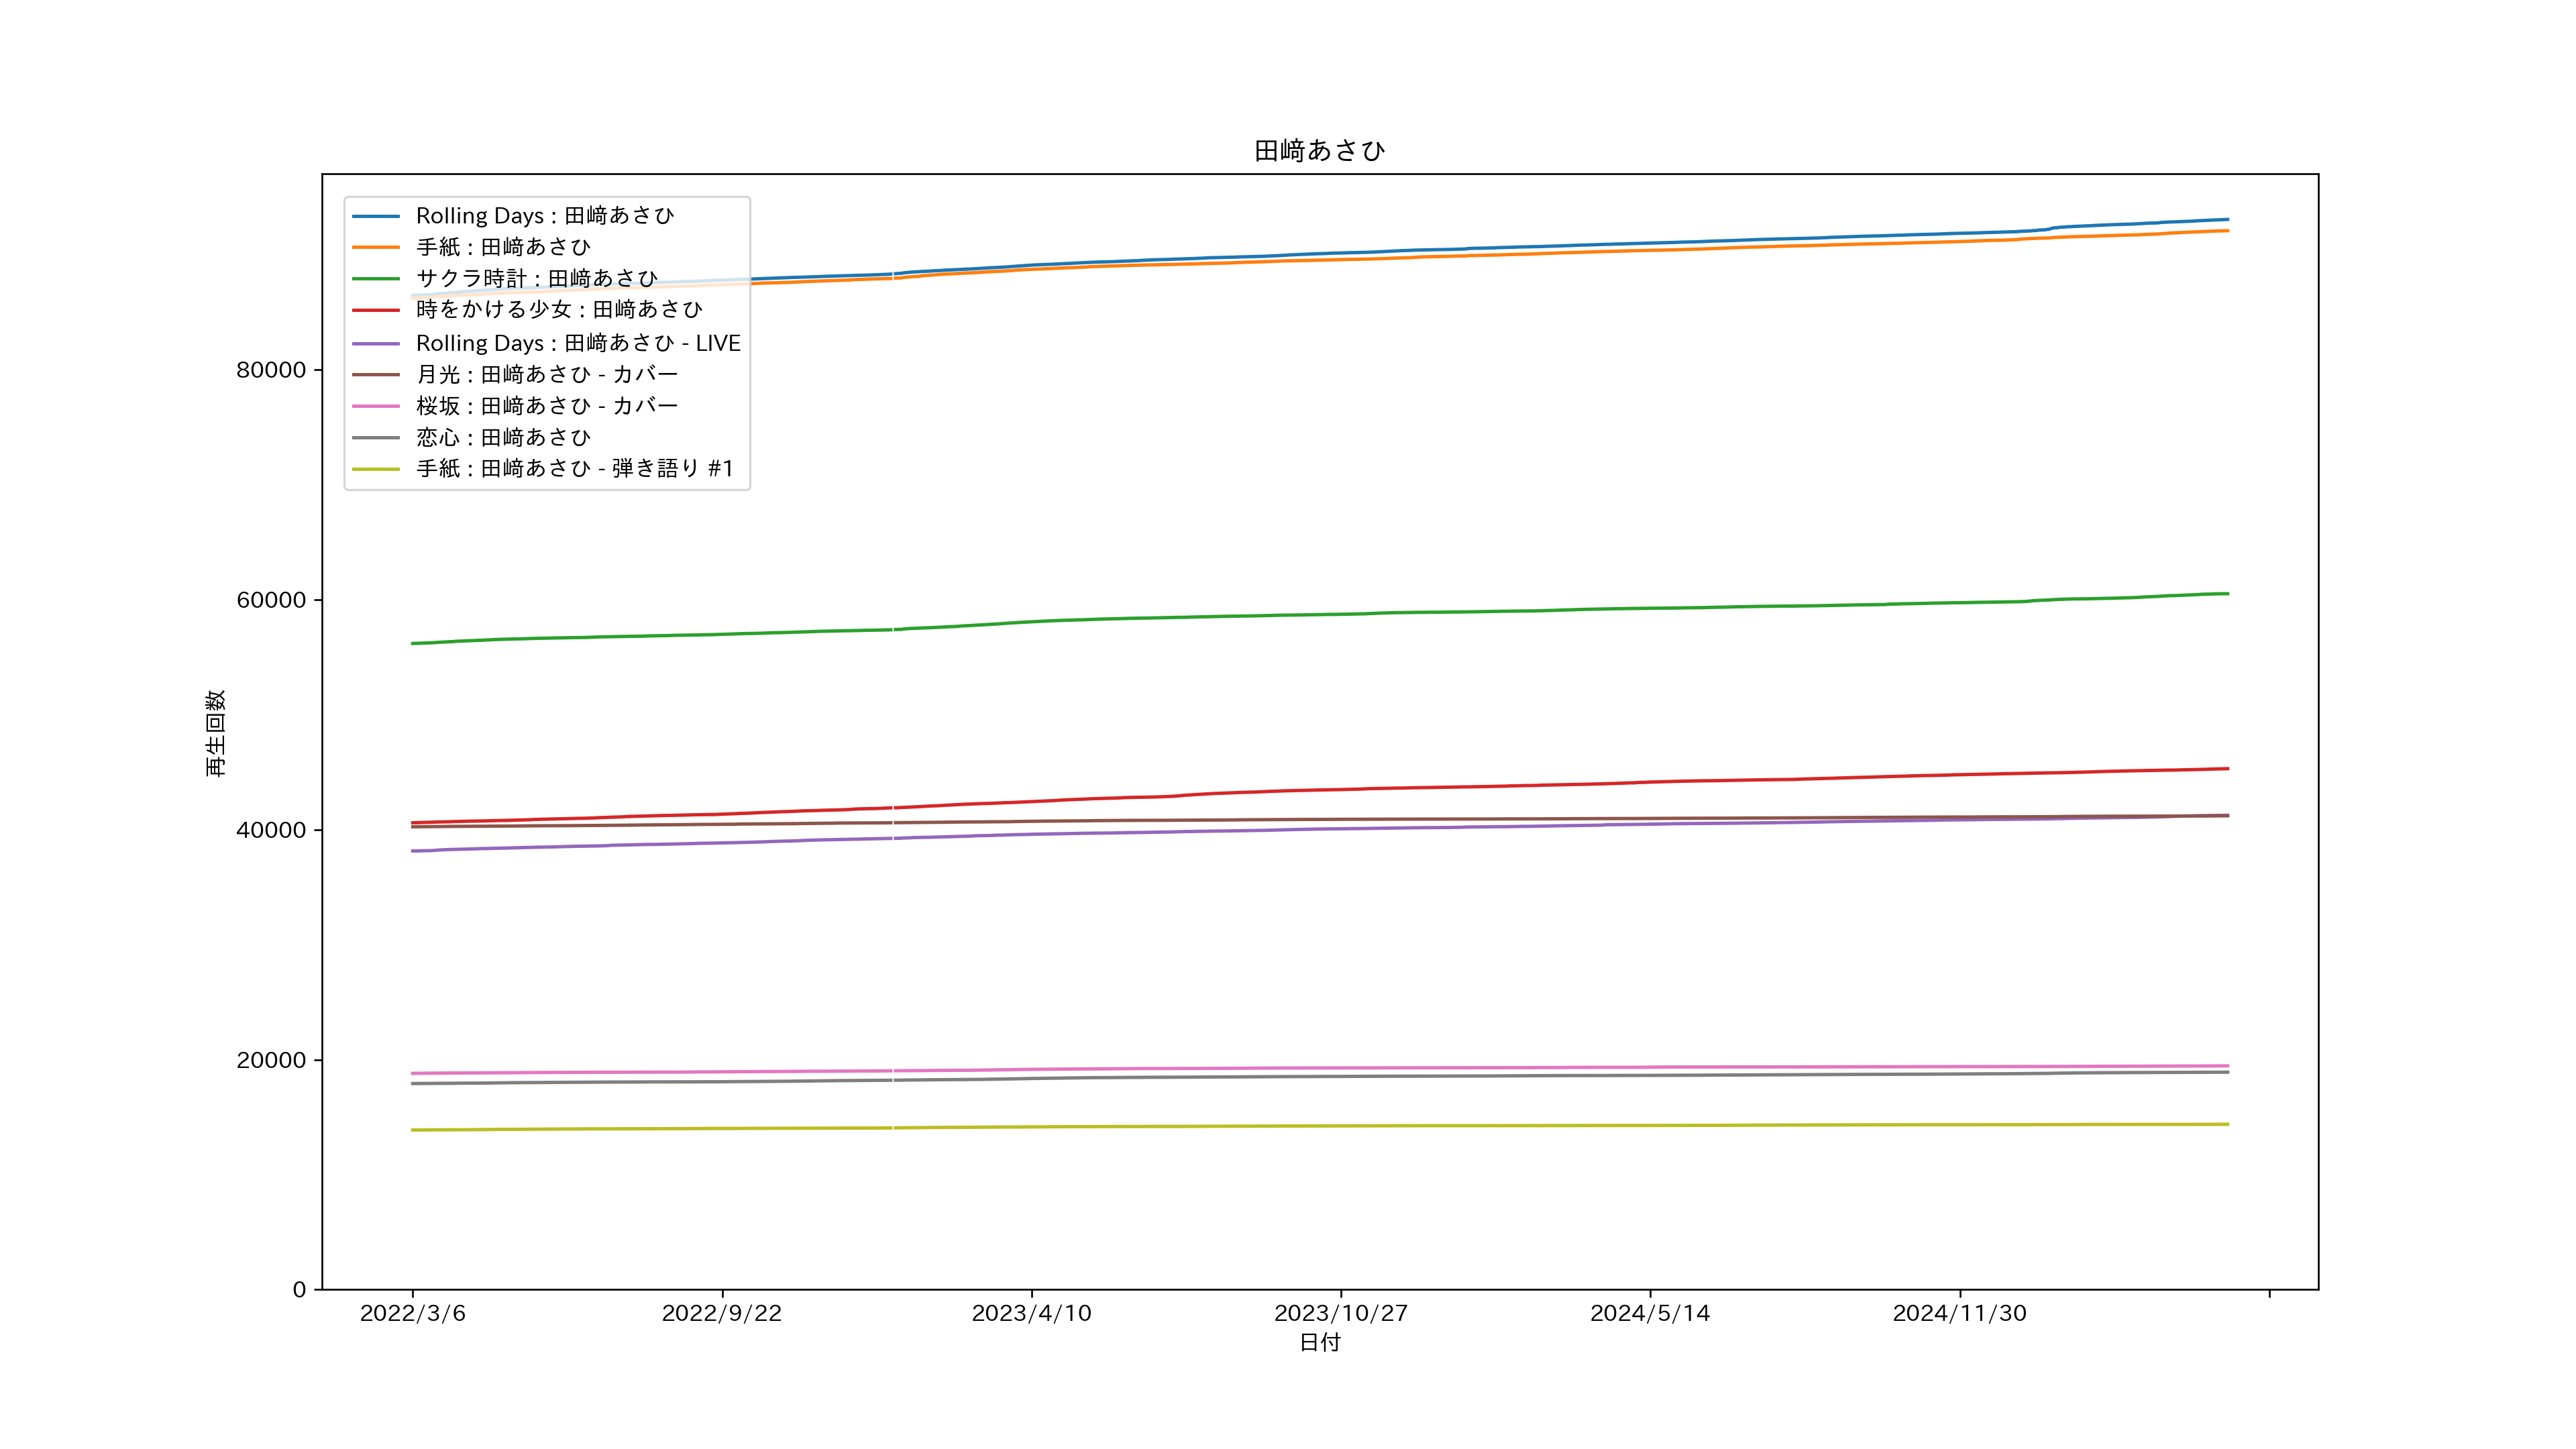 田﨑あさひ
Rolling Days : 田﨑あさひ
手紙 : 田﨑あさひ
サクラ時計 : 田﨑あさひ
時をかける少女 : 田﨑あさひ
Rolling Days : 田﨑あさひ - LIVE
月光 : 田﨑あさひ - カバー
桜坂 : 田﨑あさひ - カバー
恋心 : 田﨑あさひ
手紙 : 田﨑あさひ - 弾き語り #1
再生回数
80000
60000
40000
20000
0
2022/3/6
2022/9/22
2023/4/10
2023/10/27
2024/5/14
2024/11/30
日付